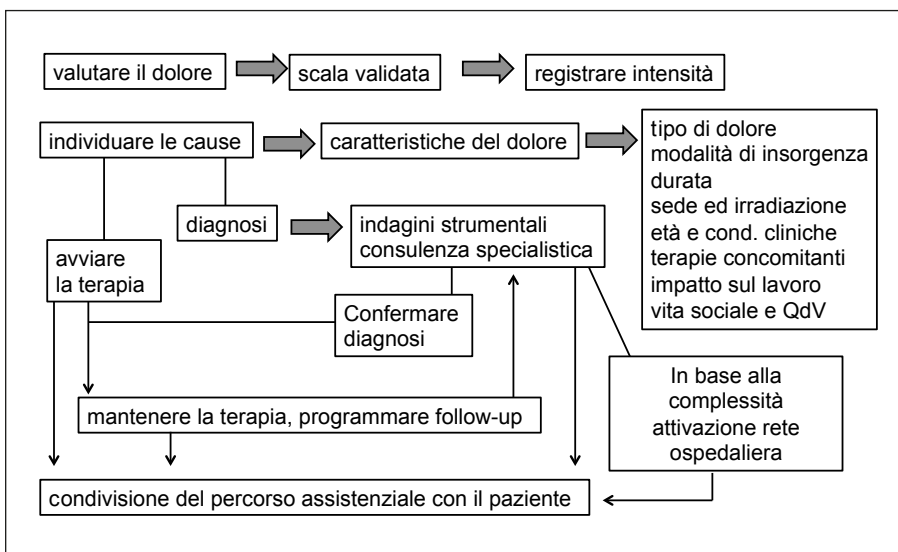 valutare il dolore
scala validata
registrare intensità
individuare le cause
caratteristiche del dolore
tipo di dolore
modalità di insorgenza
durata
sede ed irradiazione
età e cond. cliniche
terapie concomitanti
impatto sul lavoro
vita sociale e QdV
diagnosi
indagini strumentali
consulenza specialistica
avviare
la terapia
Confermare
diagnosi
In base alla
complessità
attivazione rete
ospedaliera
mantenere la terapia, programmare follow-up
condivisione del percorso assistenziale con il paziente